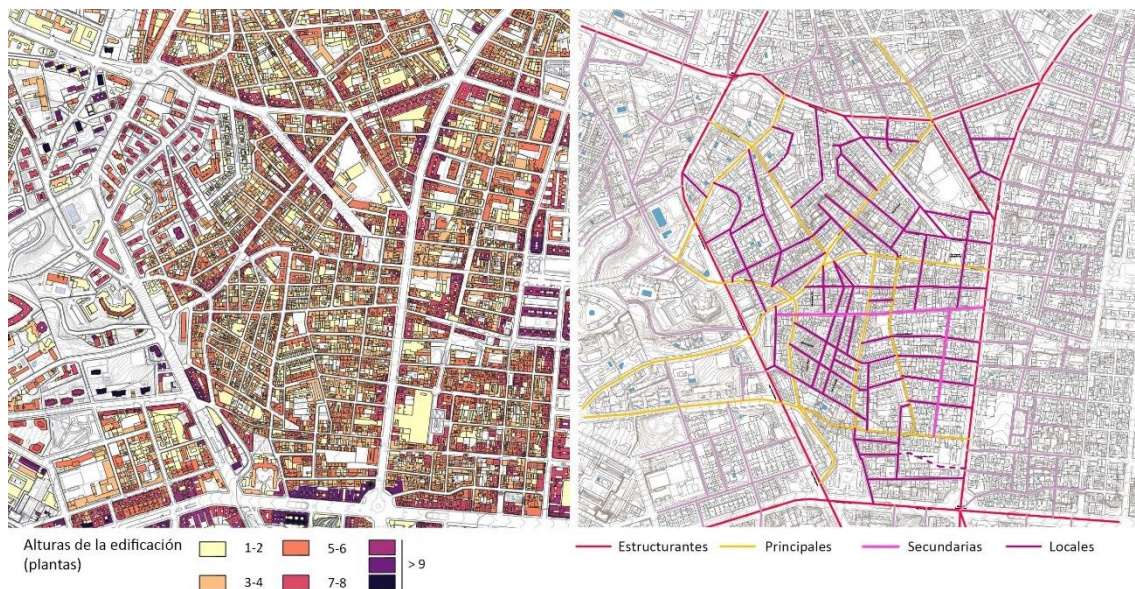 Alturas de la edificación
(plantas)
1-2
5-6
> 9
3-4
7-8
Estructurantes
Principales
Secundarias
Locales